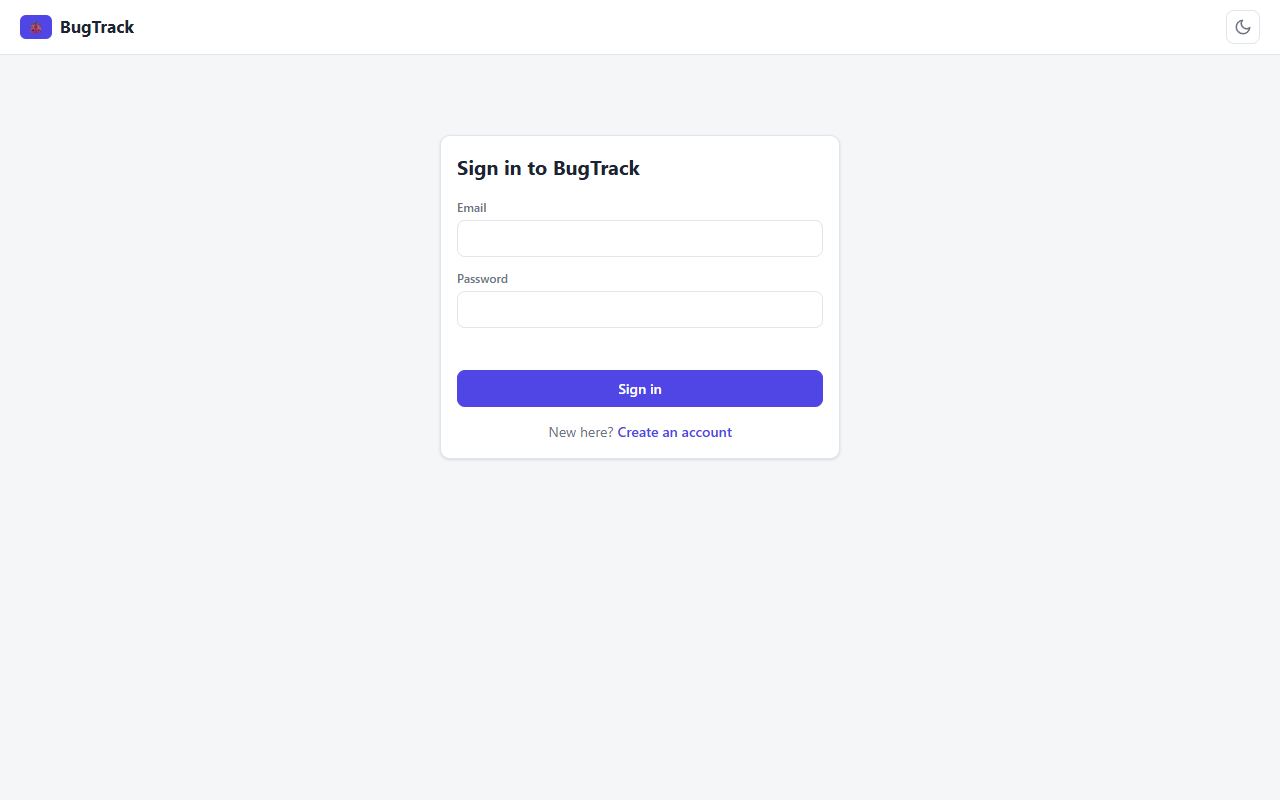 BugTrack
Sign in to BugTrack
Email
Password
Sign in
New here? Create an account